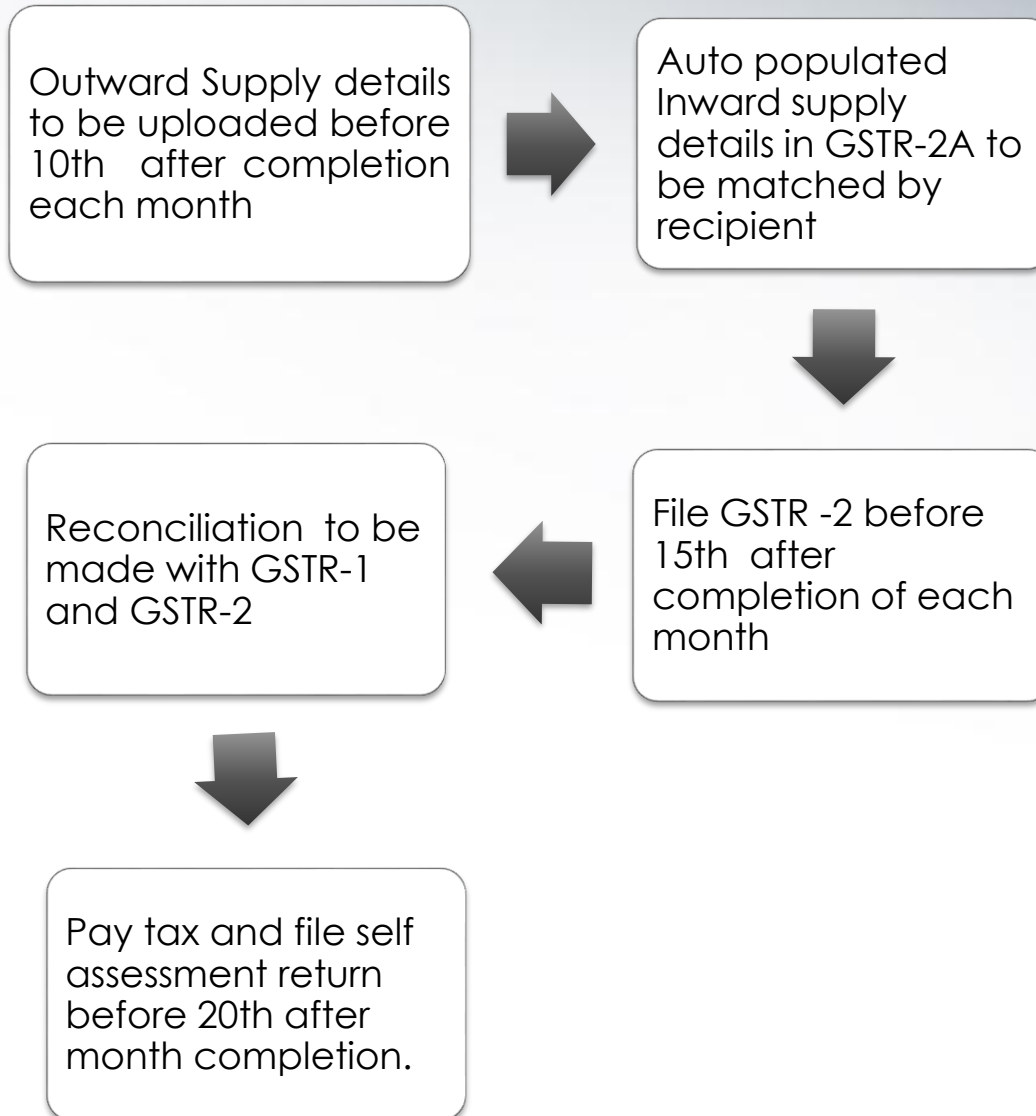 Outward Supply details
to be uploaded before
10th after completion
each month
Auto populated
Inward supply
details in GSTR-2A to
be matched by
recipient
File GSTR -2 before
15th after
completion of each
month
Reconciliation to be
made with GSTR-1
and GSTR-2
Pay tax and file self
assessment return
before 20th after
month completion.